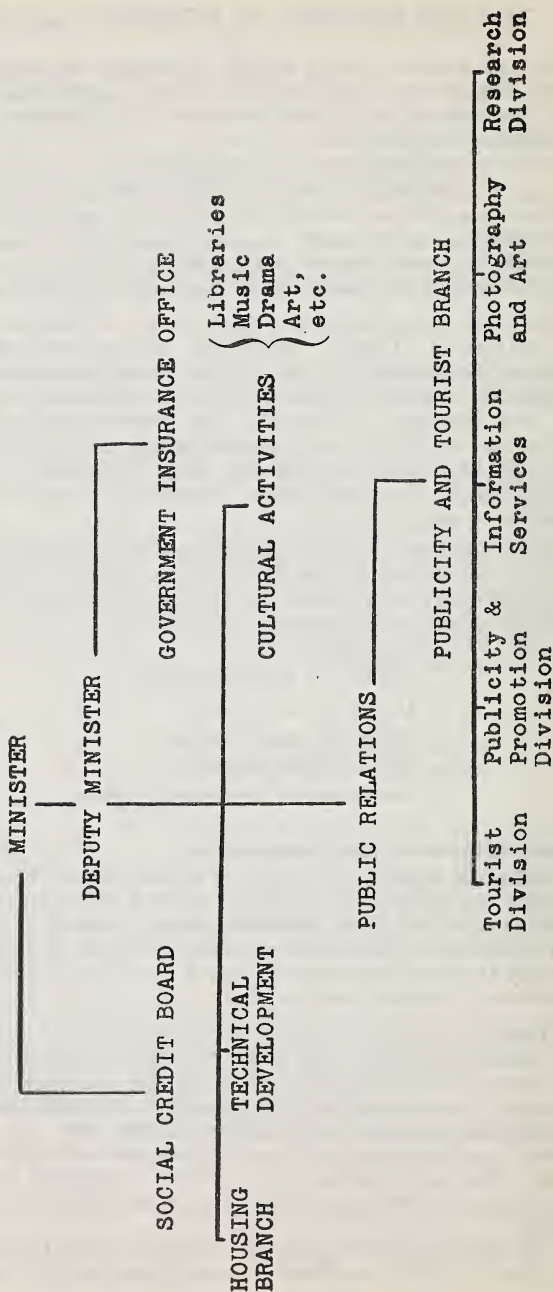 MINISTER
DEPUTY MINISTER
SOCIAL CREDIT BOARD
GOVERNMENT INSURANCE OFFICE
HOUSING
BRANCH
TECHNICAL
DEVELOPMENT
CULTURAL ACTIVITIES
Libraries
Music
Drama
Art,
etc.
PUBLIC RELATIONS
PUBLICITY AND TOURIST BRANCH
Tourist
Division
Publicity &
Promotion
Division
Information
Services
Photography
and Art
Research
Division